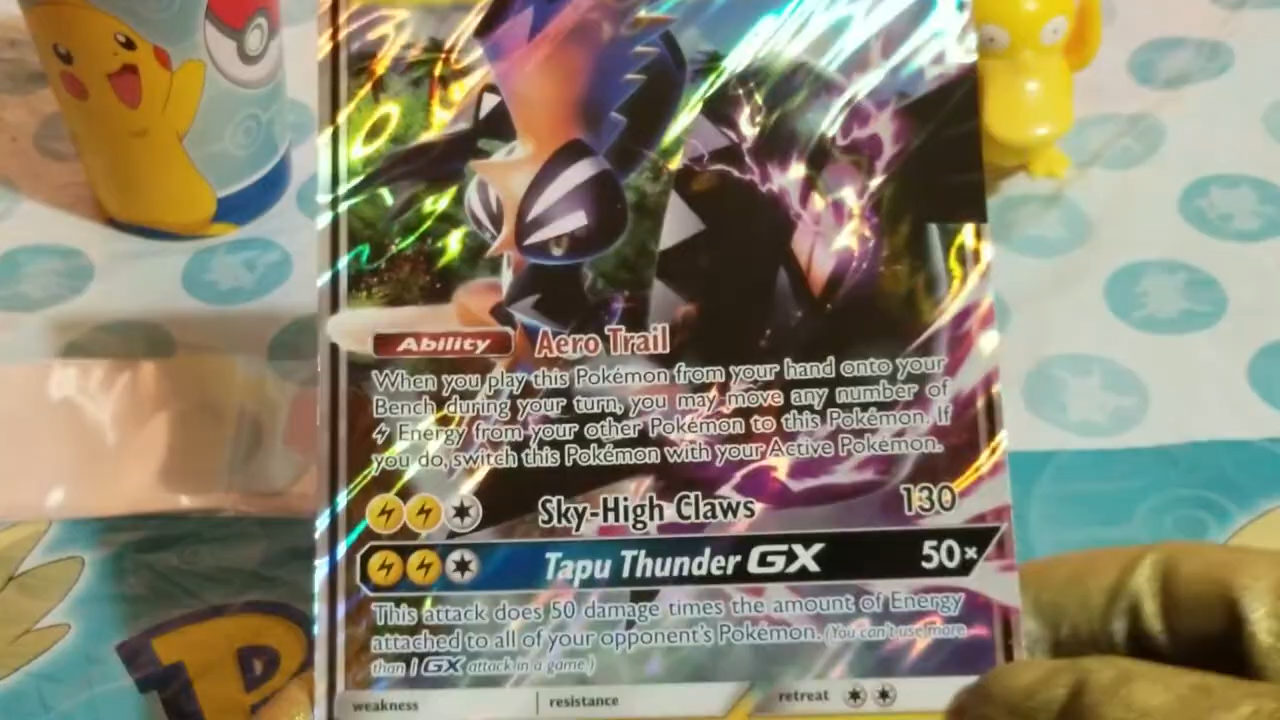 Ability Aero Trail
When you play this Pokémon from your hand onto your
Bench during your turn, you may move any number of
Energy from your other Pokémon to this Pokémon. If
you do, switch this Pokémon with your Active Pokémon.
Sky-High Claws 130
Tapu Thunder GX 50×
This attack does 50 damage times the amount of Energy
attached to all of your opponent's Pokémon. (You can't use more
than 1 GX attack in a game.)
weakness resistance retreat
P